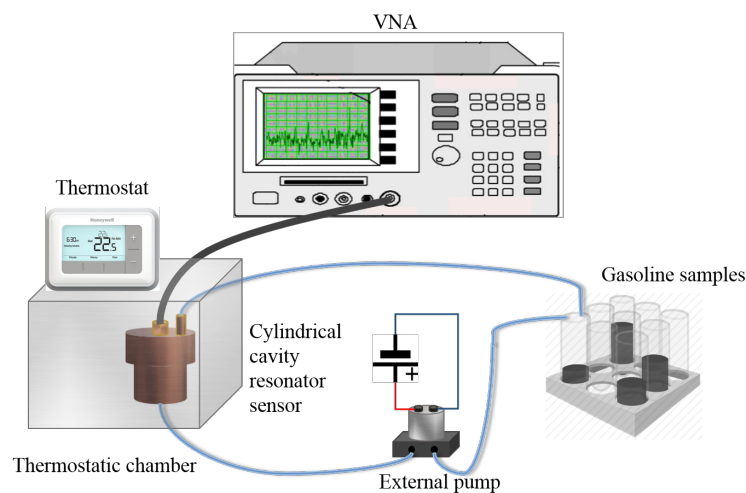 VNA
Thermostat
Honeywell
22.5
Gasoline samples
Cylindrical
cavity
resonator
sensor
+
Thermostatic chamber
External pump